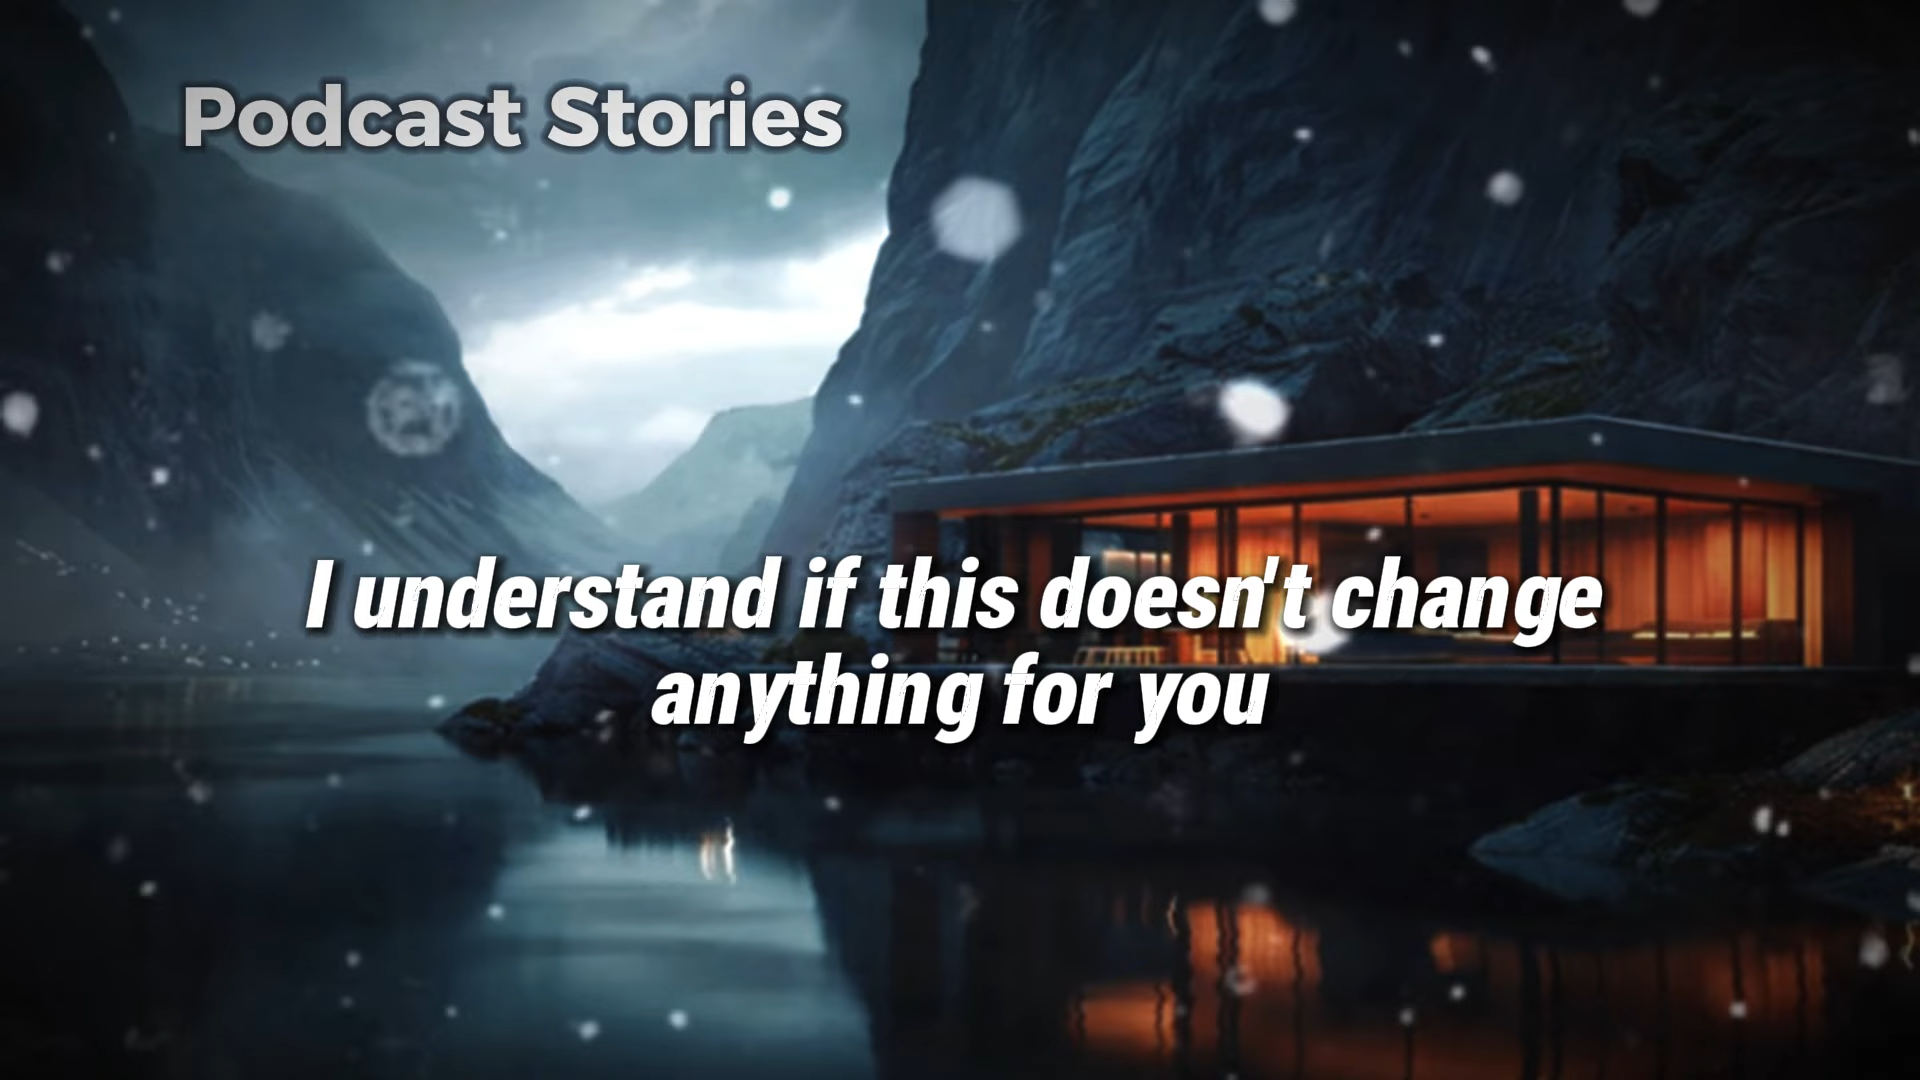 Podcast Stories
I understand if this doesn't change
anything for you